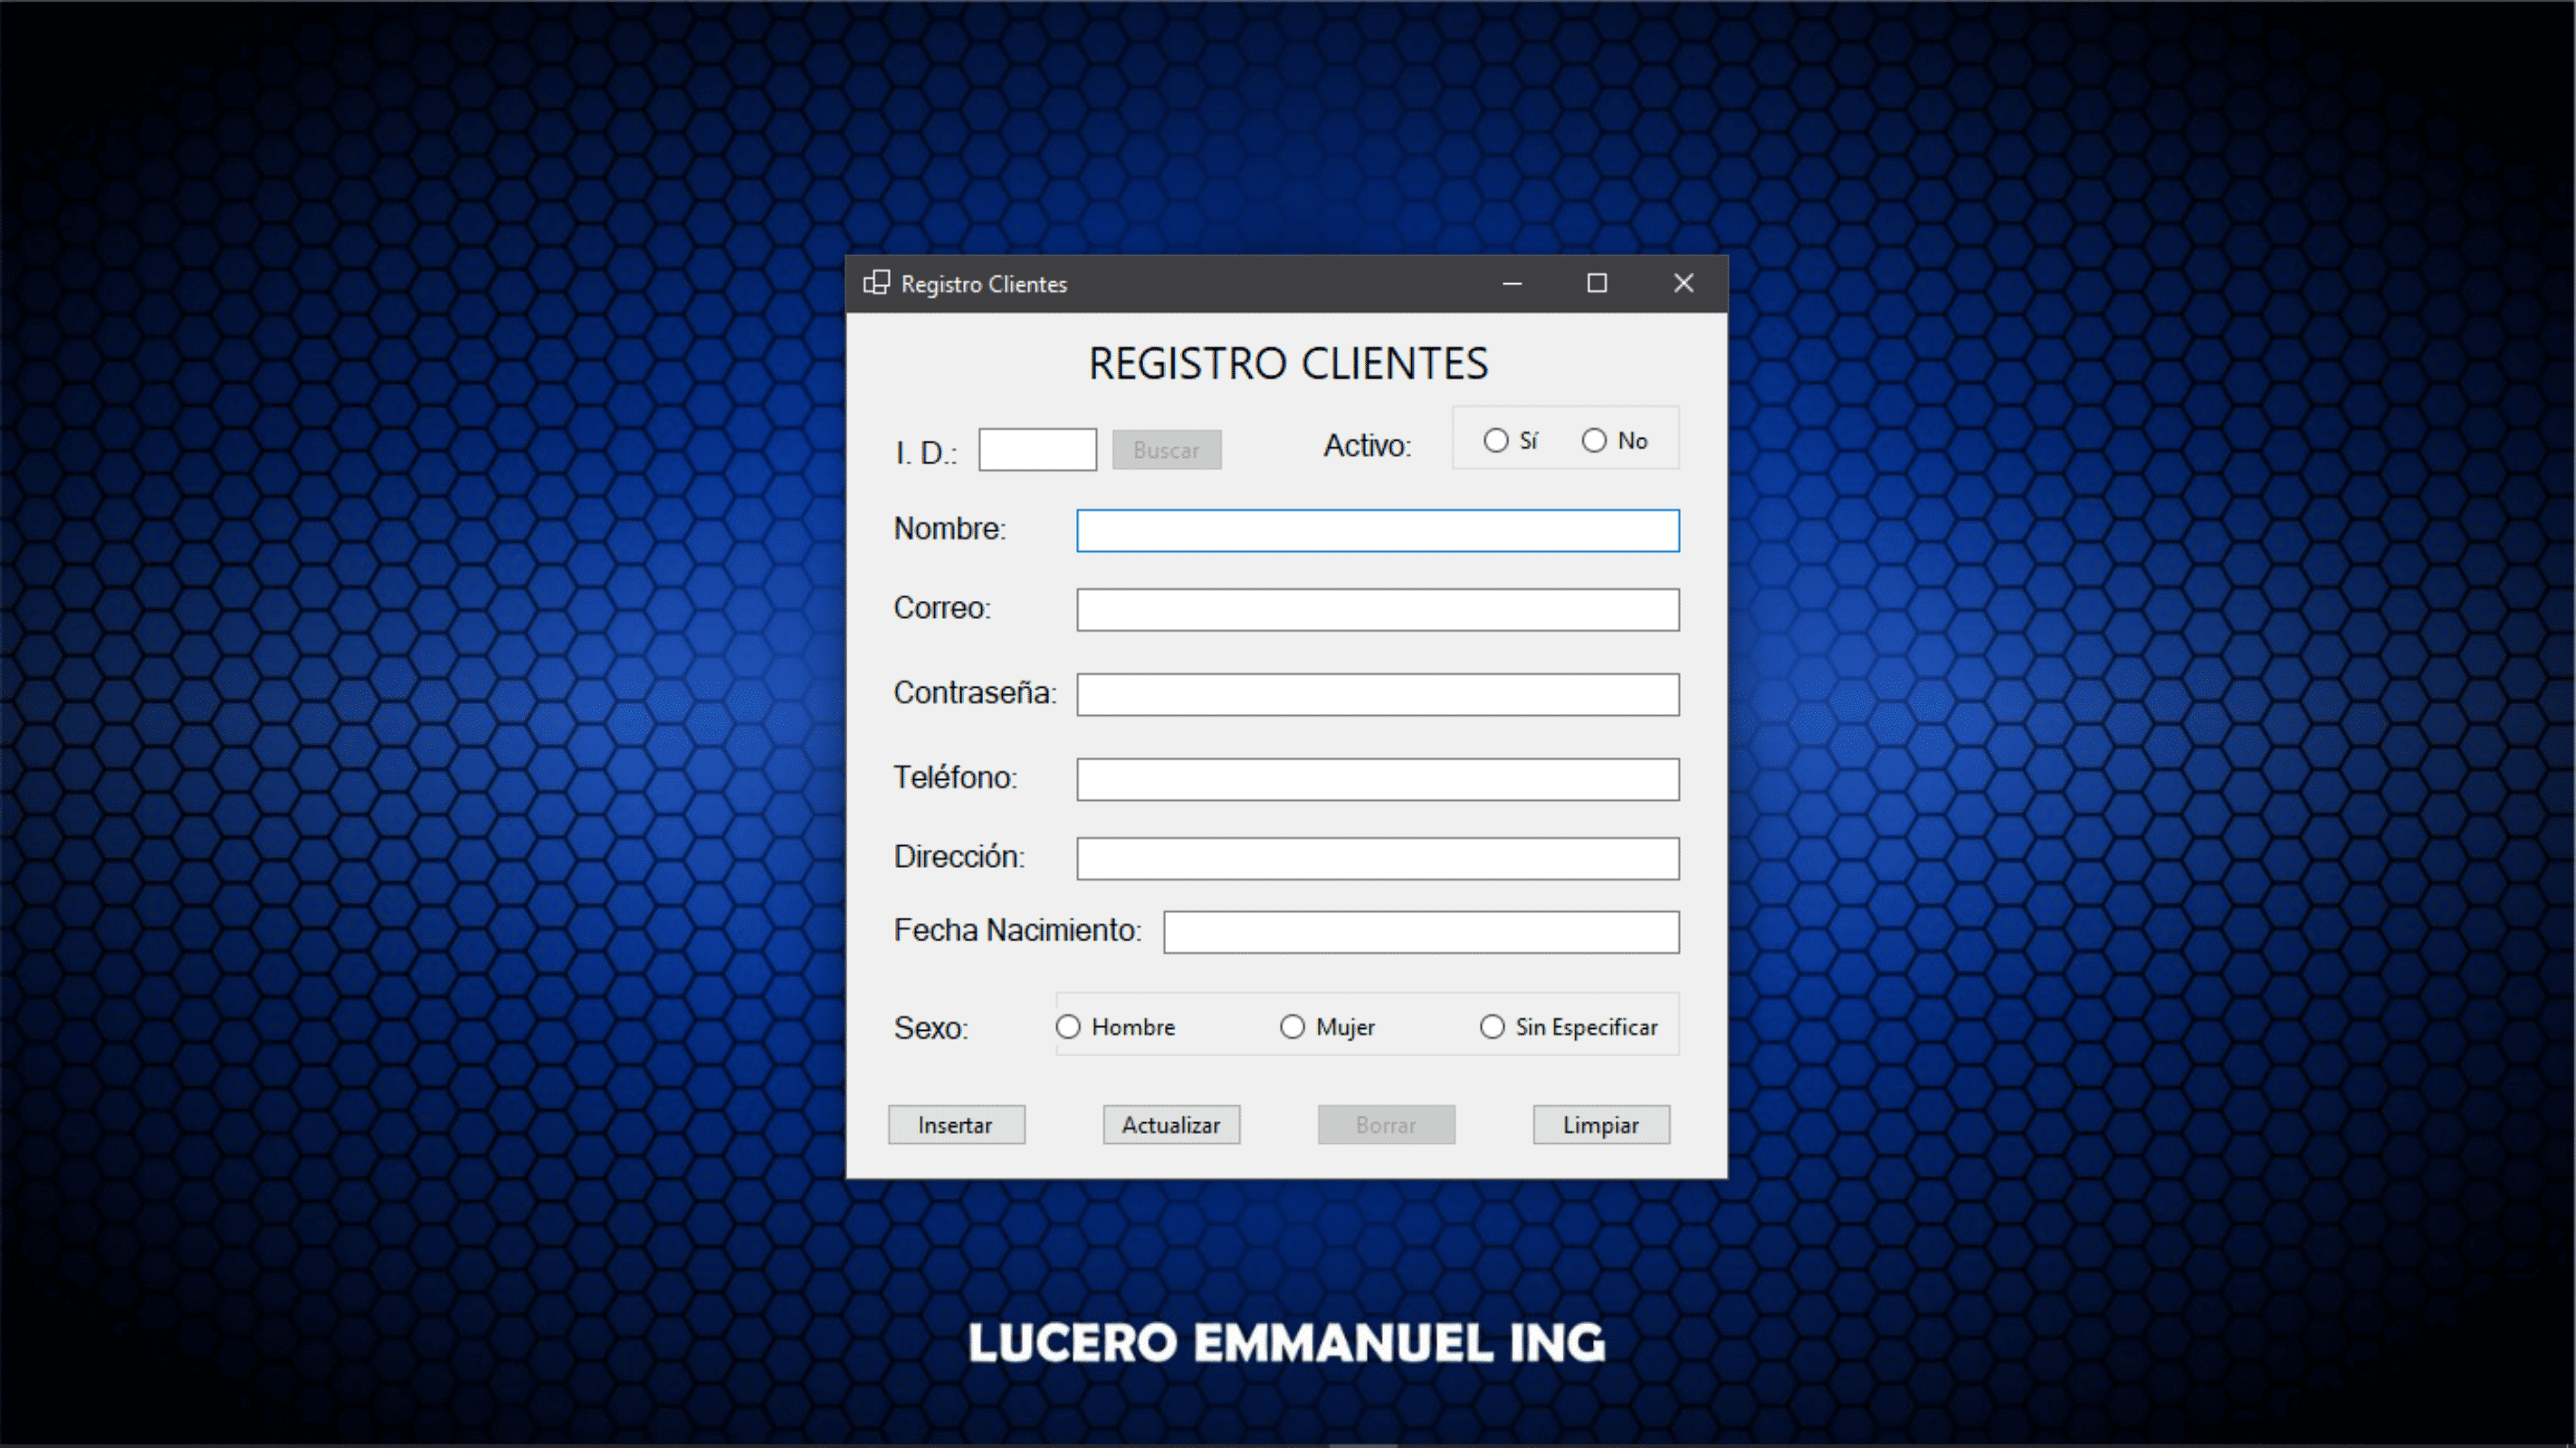 Registro Clientes
REGISTRO CLIENTES
I. D.: Buscar Activo: Sí No
Nombre:
Correo:
Contraseña:
Teléfono:
Dirección:
Fecha Nacimiento:
Sexo: Hombre Mujer Sin Especificar
Insertar Actualizar Borrar Limpiar
LUCERO EMMANUEL ING